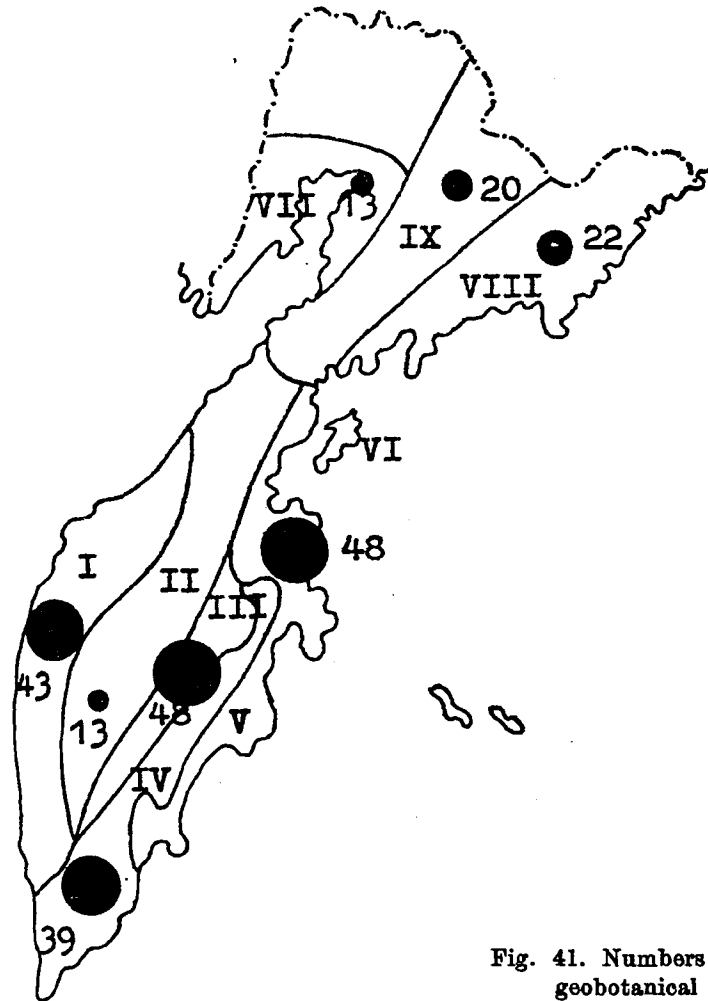 VII
13
20
IX
22
VIII
VI
48
I
II
III
43
13
48
V
IV
39
Fig. 41. Numbers
geobotanical